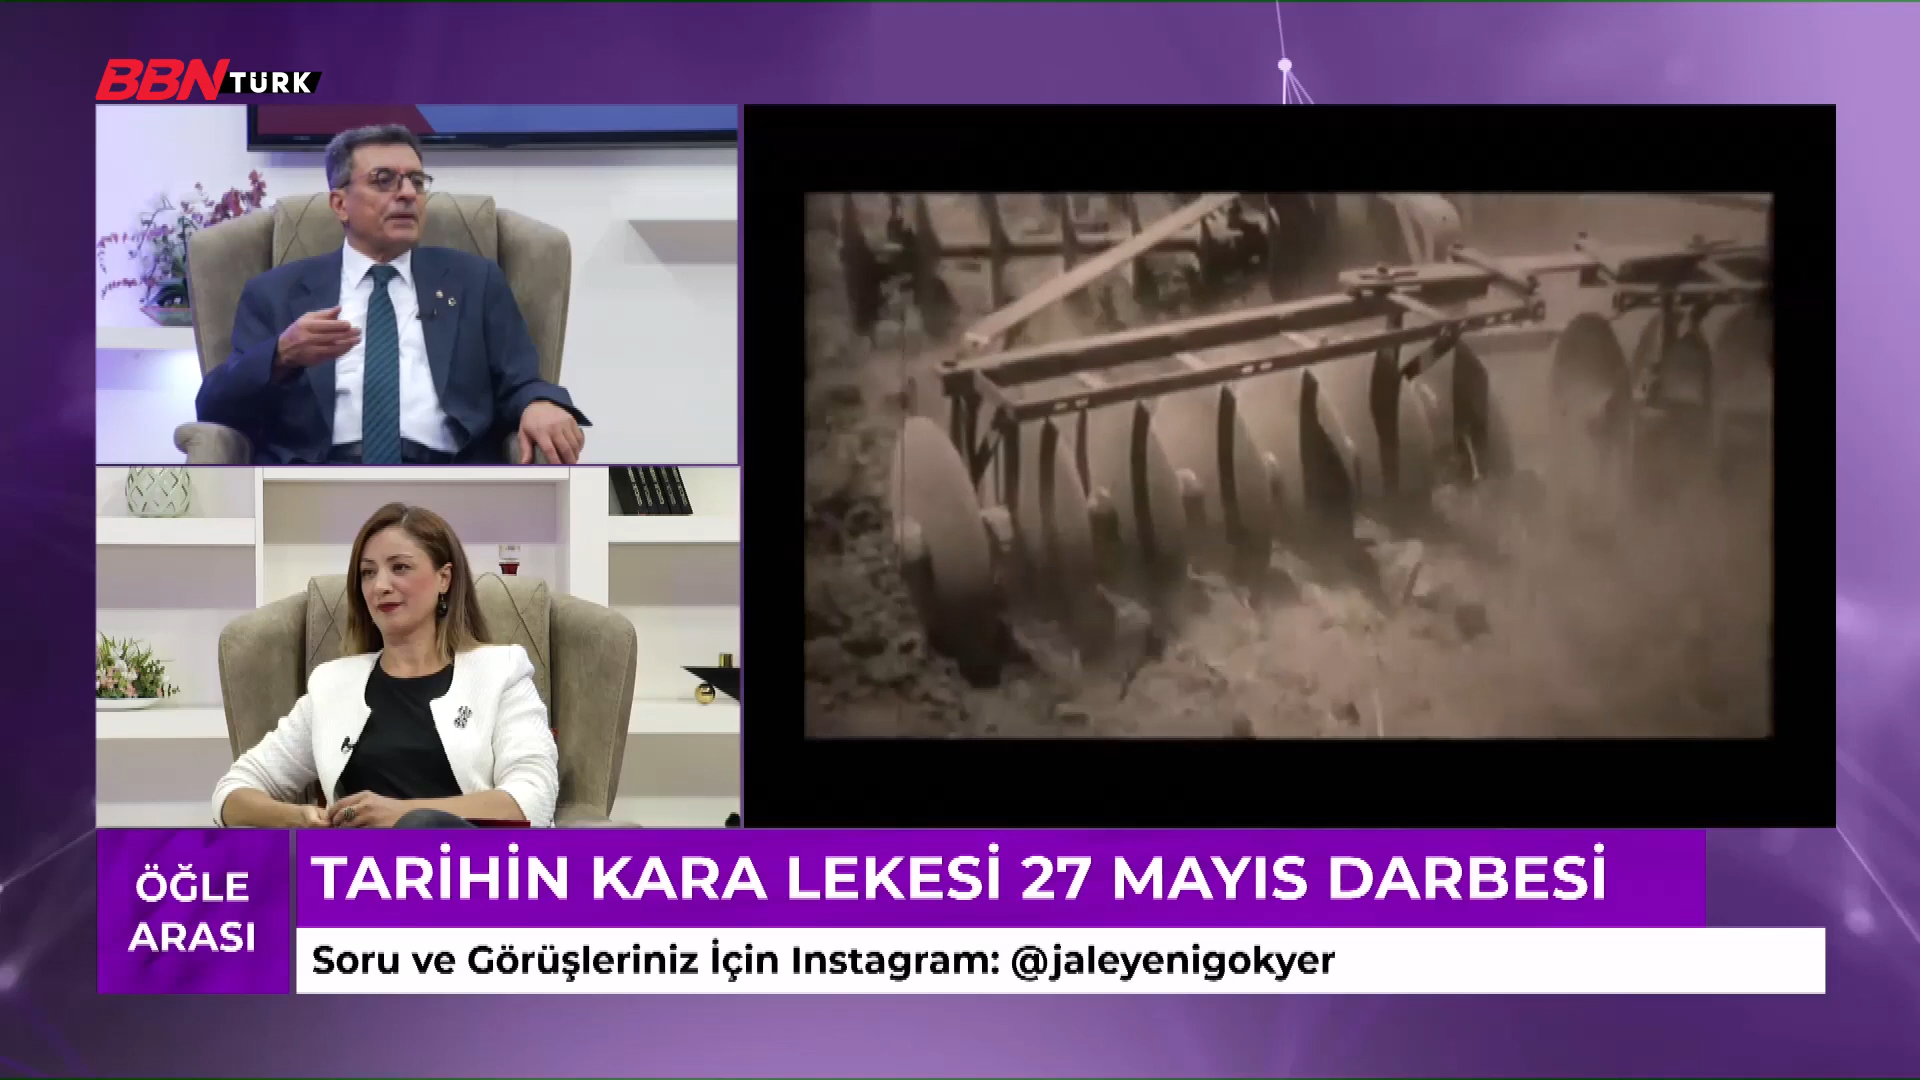 BBN TÜRK
ÖĞLE
ARASI
TARİHİN KARA LEKESİ 27 MAYIS DARBESİ
Soru ve Görüşleriniz İçin Instagram: @jaleyenigokyer